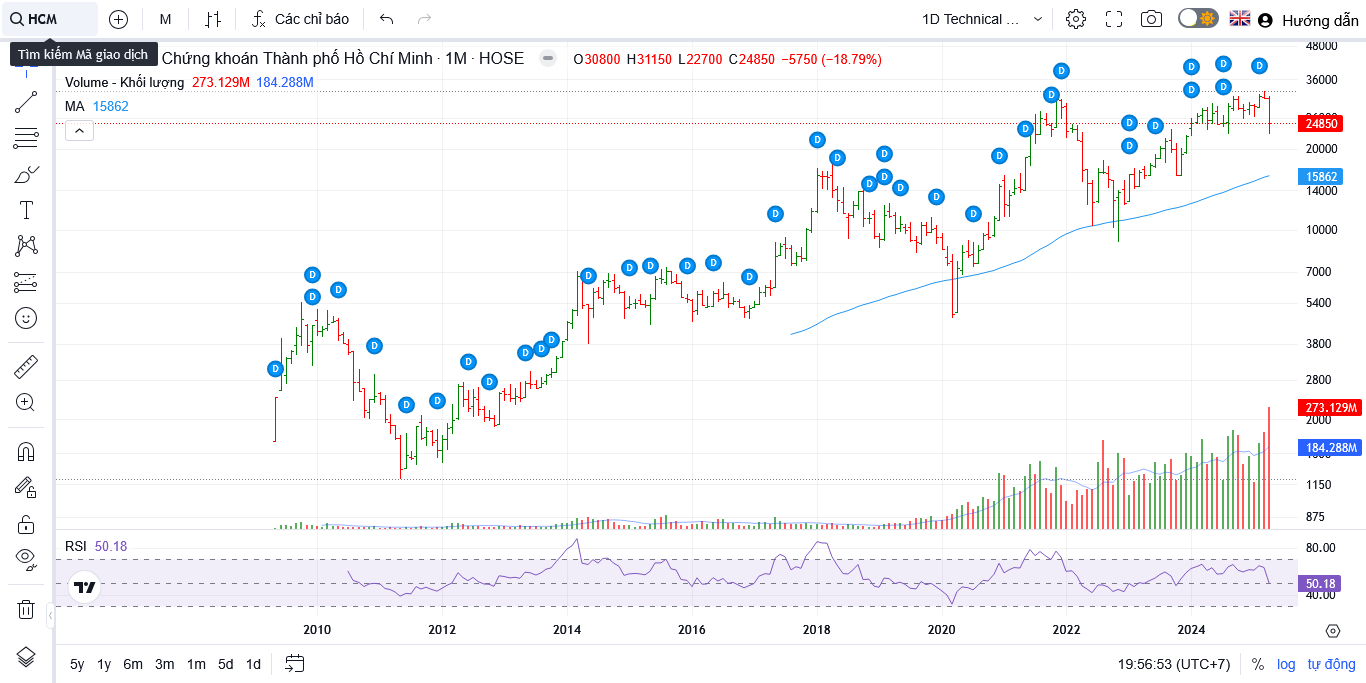 HCM
M
Các chỉ báo
1D Technical ...
Hướng dẫn
Tìm kiếm Mã giao dịch
Chứng khoán Thành phố Hồ Chí Minh · 1M · HOSE
O30800 H31150 L22700 C24850 −5750 (−18.79%)
Volume - Khối lượng 273.129M 184.288M
MA 15862
48000
36000
24850
20000
15862
14000
10000
7000
5400
3800
2800
273.129M
2000
184.288M
1150
875
D D D D D D D D D D D D D D D D D D D D D D D D D D D D D D D D D D D D D D D D
RSI 50.18
80.00
50.18
40.00
2010 2012 2014 2016 2018 2020 2022 2024
5y 1y 6m 3m 1m 5d 1d
19:56:53 (UTC+7) % log tự động